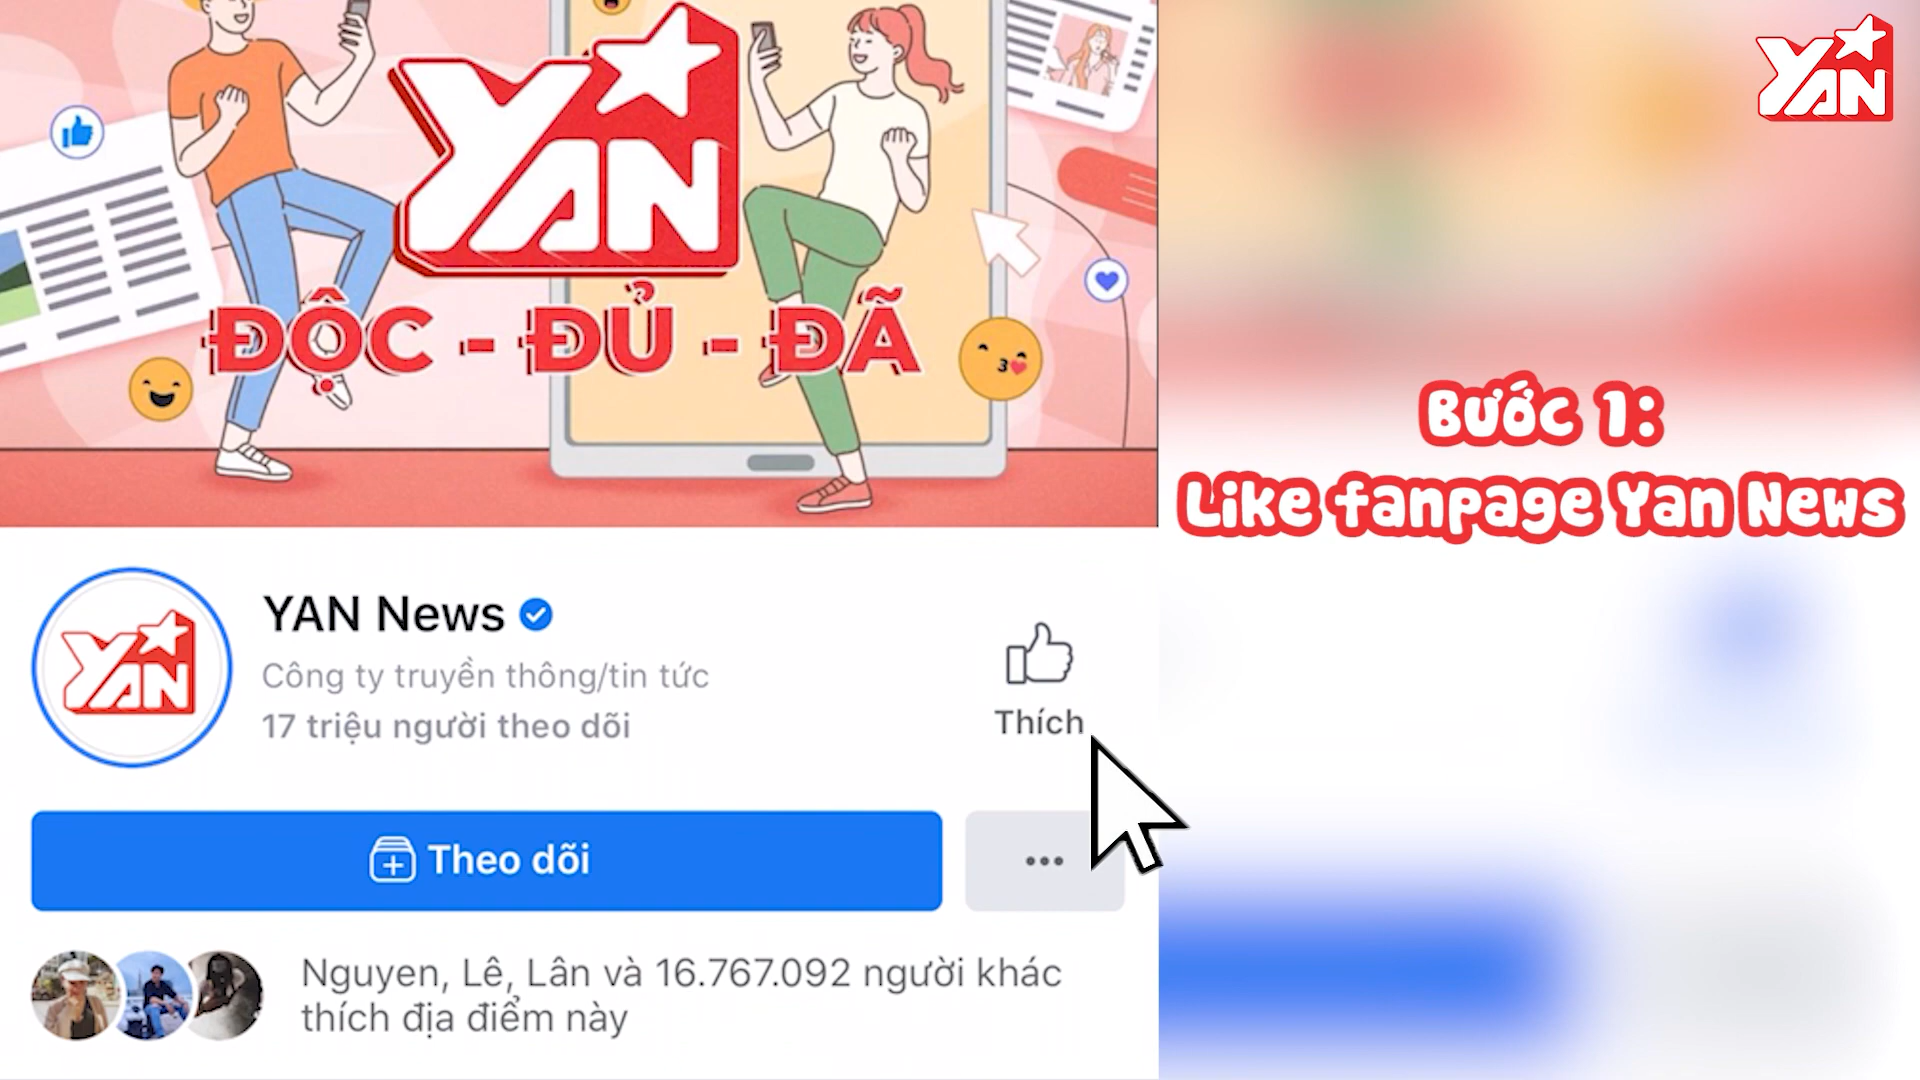 YAN
ĐỘC - ĐỦ - ĐÃ
YAN
Bước 1:
Like fanpage Yan News
YAN
YAN News
Công ty truyền thông/tin tức
17 triệu người theo dõi
Thích
Theo dõi
Nguyen, Lê, Lân và 16.767.092 người khác
thích địa điểm này